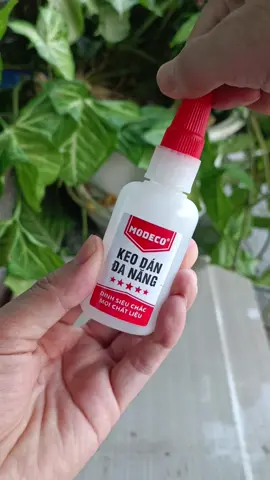 MODECO®
KEO DÁN
ĐA NĂNG
DÍNH SIÊU CHẮC
MỌI CHẤT LIỆU